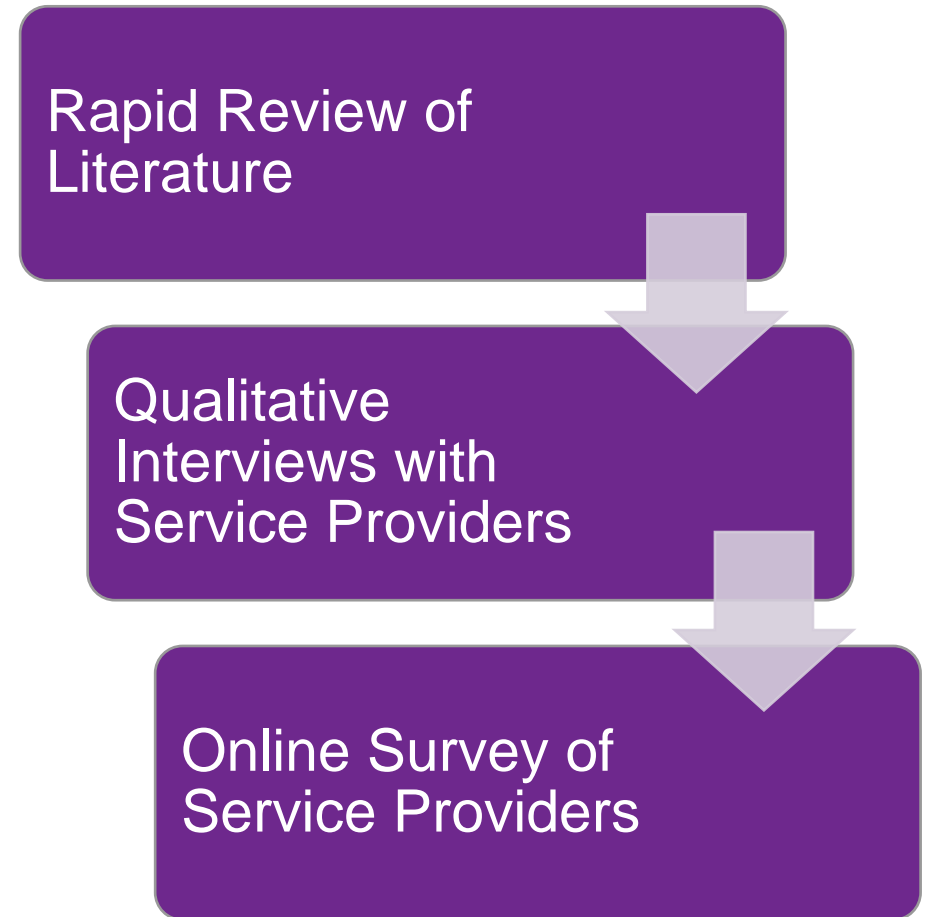 Rapid Review of
Literature
Qualitative
Interviews with
Service Providers
Online Survey of
Service Providers